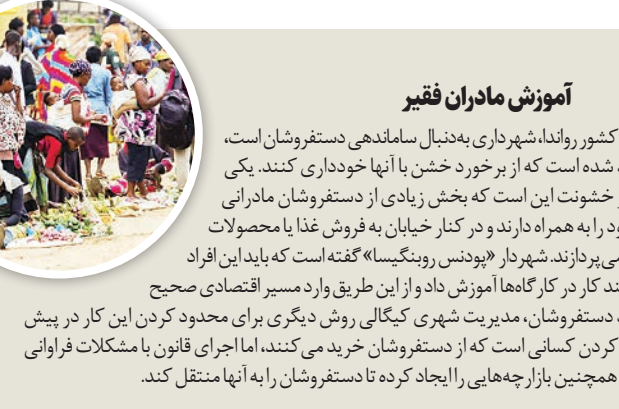 آموزش مادران فقیر
کشور رواندا، شهرداری به‌دنبال ساماندهی دستفروشان است،
شده است که از برخورد خشن با آنها خودداری کنند. یکی
خشونت این است که بخش زیادی از دستفروشان مادرانی
را به همراه دارند و در کنار خیابان به فروش غذا یا محصولات
می‌پردازند. شهردار «پودنس روبنگیسا» گفته است که باید این افراد
کار در کارگاه‌ها آموزش داد و از این طریق وارد مسیر اقتصادی صحیح
دستفروشان، مدیریت شهری کیگالی روش دیگری برای محدود کردن این کار در پیش
کردن کسانی است که از دستفروشان خرید می‌کنند، اما اجرای قانون با مشکلات فراوانی
همچنین بازارچه‌هایی را ایجاد کرده تا دستفروشان را به آنها منتقل کند.